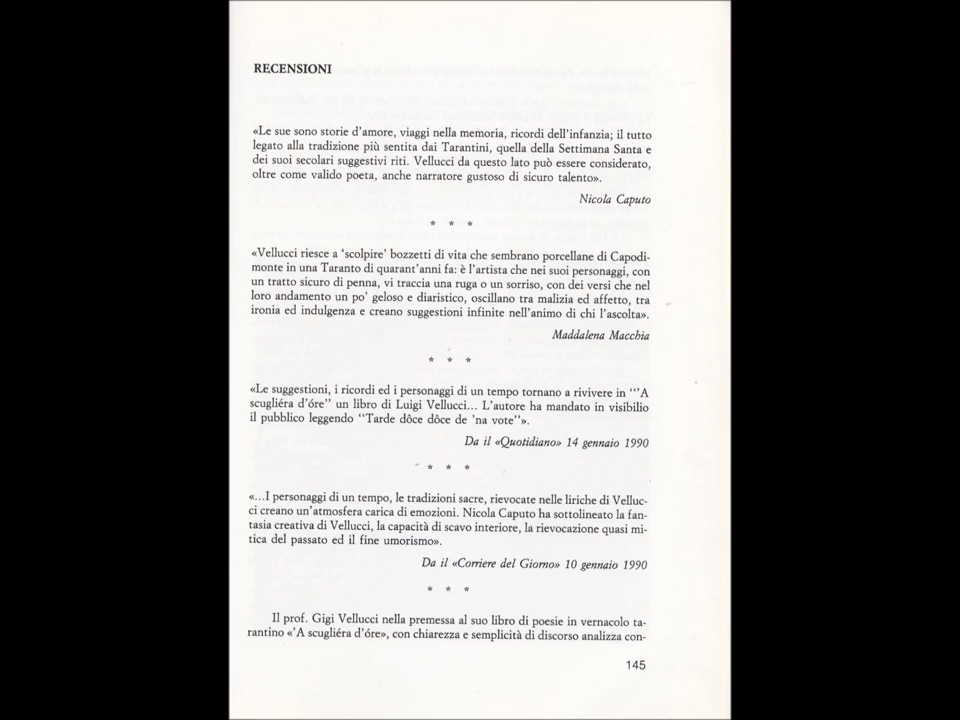 RECENSIONI
«Le sue sono storie d'amore, viaggi nella memoria, ricordi dell'infanzia; il tutto
legato alla tradizione più sentita dai Tarantini, quella della Settimana Santa e
dei suoi secolari suggestivi riti. Vellucci da questo lato può essere considerato,
oltre come valido poeta, anche narratore gustoso di sicuro talento».
Nicola Caputo
* * *
«Vellucci riesce a ‘scolpire’ bozzetti di vita che sembrano porcellane di Capodi-
monte in una Taranto di quarant'anni fa: è l'artista che nei suoi personaggi, con
un tratto sicuro di penna, vi traccia una ruga o un sorriso, con dei versi che nel
loro andamento un po' geloso e diaristico, oscillano tra malizia ed affetto, tra
ironia ed indulgenza e creano suggestioni infinite nell'animo di chi l'ascolta».
Maddalena Macchia
* * *
«Le suggestioni, i ricordi ed i personaggi di un tempo tornano a rivivere in “'A
scugliéra d'óre” un libro di Luigi Vellucci... L'autore ha mandato in visibilio
il pubblico leggendo “Tarde dôce dôce de 'na vote”».
Da il «Quotidiano» 14 gennaio 1990
* * *
«...I personaggi di un tempo, le tradizioni sacre, rievocate nelle liriche di Velluc-
ci creano un'atmosfera carica di emozioni. Nicola Caputo ha sottolineato la fan-
tasia creativa di Vellucci, la capacità di scavo interiore, la rievocazione quasi mi-
tica del passato ed il fine umorismo».
Da il «Corriere del Giorno» 10 gennaio 1990
* * *
Il prof. Gigi Vellucci nella premessa al suo libro di poesie in vernacolo ta-
rantino «'A scugliéra d'óre», con chiarezza e semplicità di discorso analizza con-
145